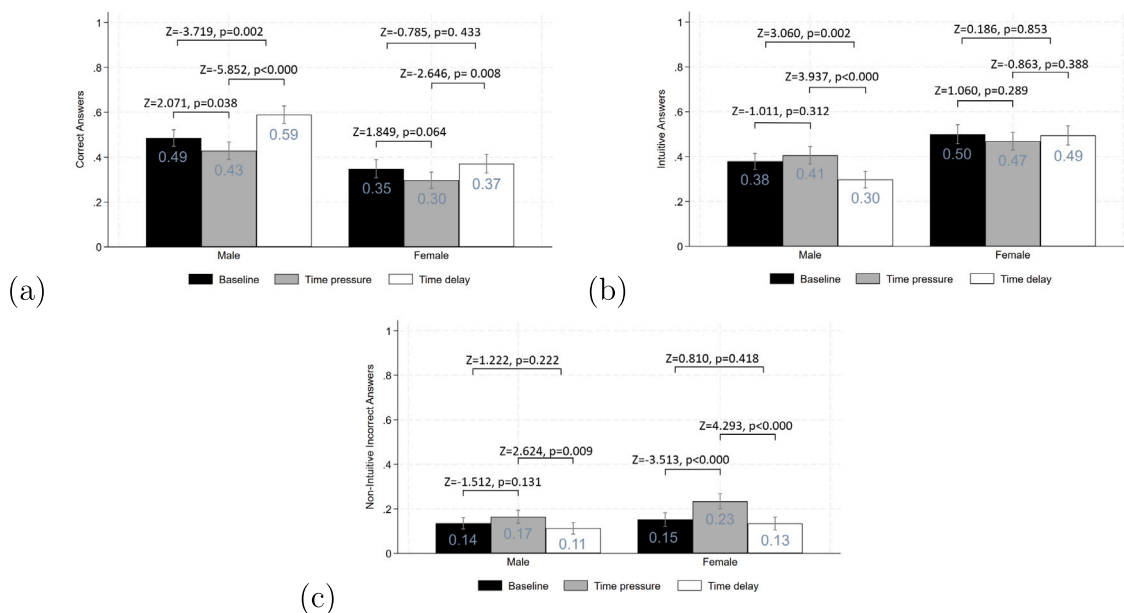 Z=-3.719, p=0.002
Z=-0.785, p=0. 433
Z=-5.852, p<0.000
Z=-2.646, p= 0.008
Z=2.071, p=0.038
Z=1.849, p=0.064
Correct Answers
1
.8
.6
.4
.2
0
0.49
0.43
0.59
0.35
0.30
0.37
Male
Female
Baseline
Time pressure
Time delay
(a)
Z=3.060, p=0.002
Z=0.186, p=0.853
Z=3.937, p<0.000
Z=-0.863, p=0.388
Z=-1.011, p=0.312
Z=1.060, p=0.289
Intuitive Answers
1
.8
.6
.4
.2
0
0.38
0.41
0.30
0.50
0.47
0.49
Male
Female
Baseline
Time pressure
Time delay
(b)
Z=1.222, p=0.222
Z=0.810, p=0.418
Z=2.624, p=0.009
Z=4.293, p<0.000
Z=-1.512, p=0.131
Z=-3.513, p<0.000
Non-Intuitive Incorrect Answers
1
.8
.6
.4
.2
0
0.14
0.17
0.11
0.15
0.23
0.13
Male
Female
Baseline
Time pressure
Time delay
(c)